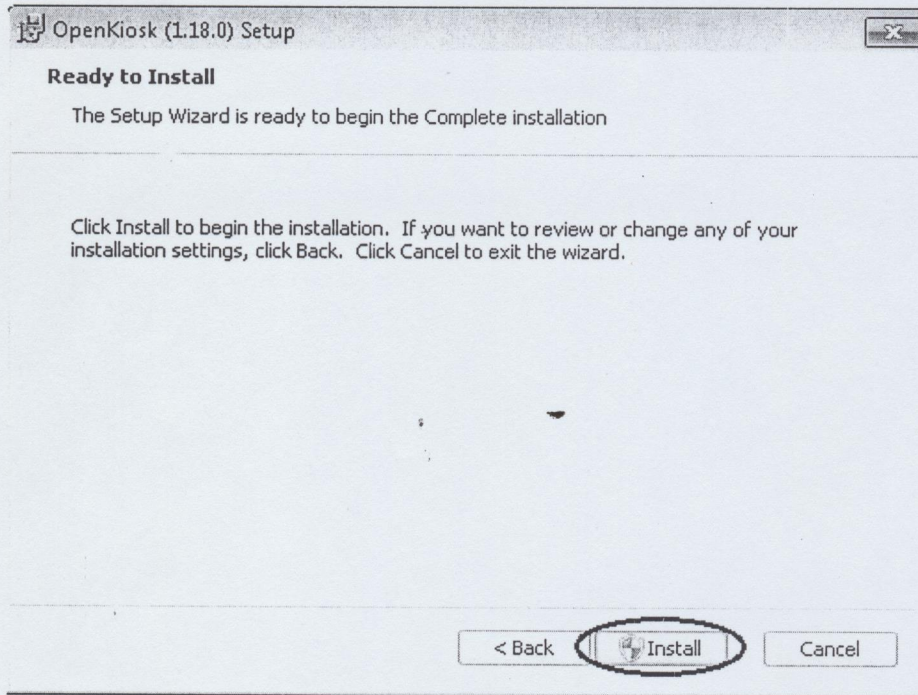 OpenKiosk (1.18.0) Setup
Ready to Install
The Setup Wizard is ready to begin the Complete installation
Click Install to begin the installation.  If you want to review or change any of your
installation settings, click Back.  Click Cancel to exit the wizard.
< Back Install Cancel